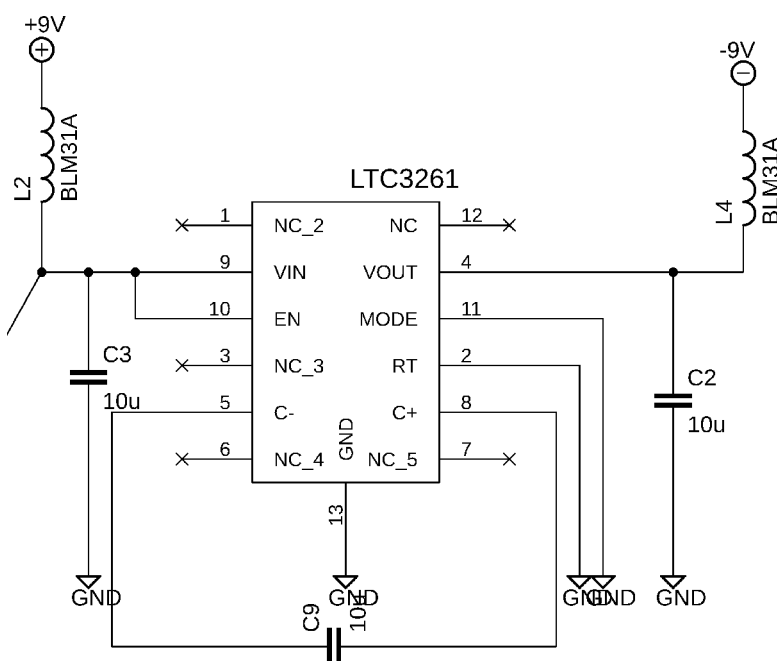 +9V
-9V
L2
BLM31A
L4
BLM31A
LTC3261
1 NC_2 NC 12
9 VIN VOUT 4
10 EN MODE 11
3 NC_3 RT 2
5 C- C+ 8
6 NC_4 GND NC_5 7
13
C3
10u
C2
10u
GND
GND
GND
GND
GND
C9
10u